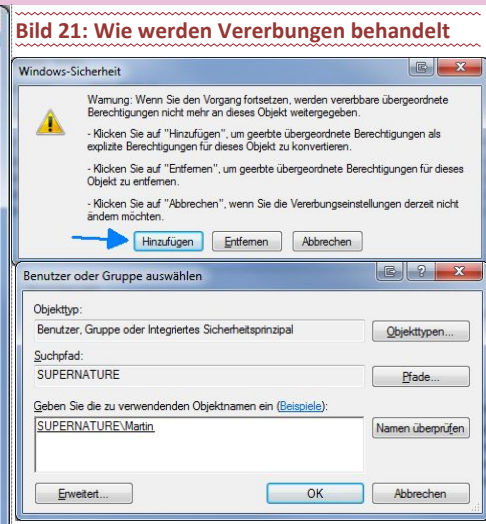 Bild 21: Wie werden Vererbungen behandelt
Windows-Sicherheit
Warnung: Wenn Sie den Vorgang fortsetzen, werden vererbbare übergeordnete
Berechtigungen nicht mehr an dieses Objekt weitergegeben.
- Klicken Sie auf "Hinzufügen", um geerbte übergeordnete Berechtigungen als
explizite Berechtigungen für dieses Objekt zu konvertieren.
- Klicken Sie auf "Entfernen", um geerbte übergeordnete Berechtigungen für dieses
Objekt zu entfernen.
- Klicken Sie auf "Abbrechen", wenn Sie die Vererbungseinstellungen derzeit nicht
ändern möchten.
Hinzufügen Entfernen Abbrechen
Benutzer oder Gruppe auswählen
Objekttyp:
Benutzer, Gruppe oder Integriertes Sicherheitsprinzipal Objekttypen...
Suchpfad:
SUPERNATURE Pfade...
Geben Sie die zu verwendenden Objektnamen ein (Beispiele):
SUPERNATURE\Martin Namen überprüfen
Erweitert... OK Abbrechen